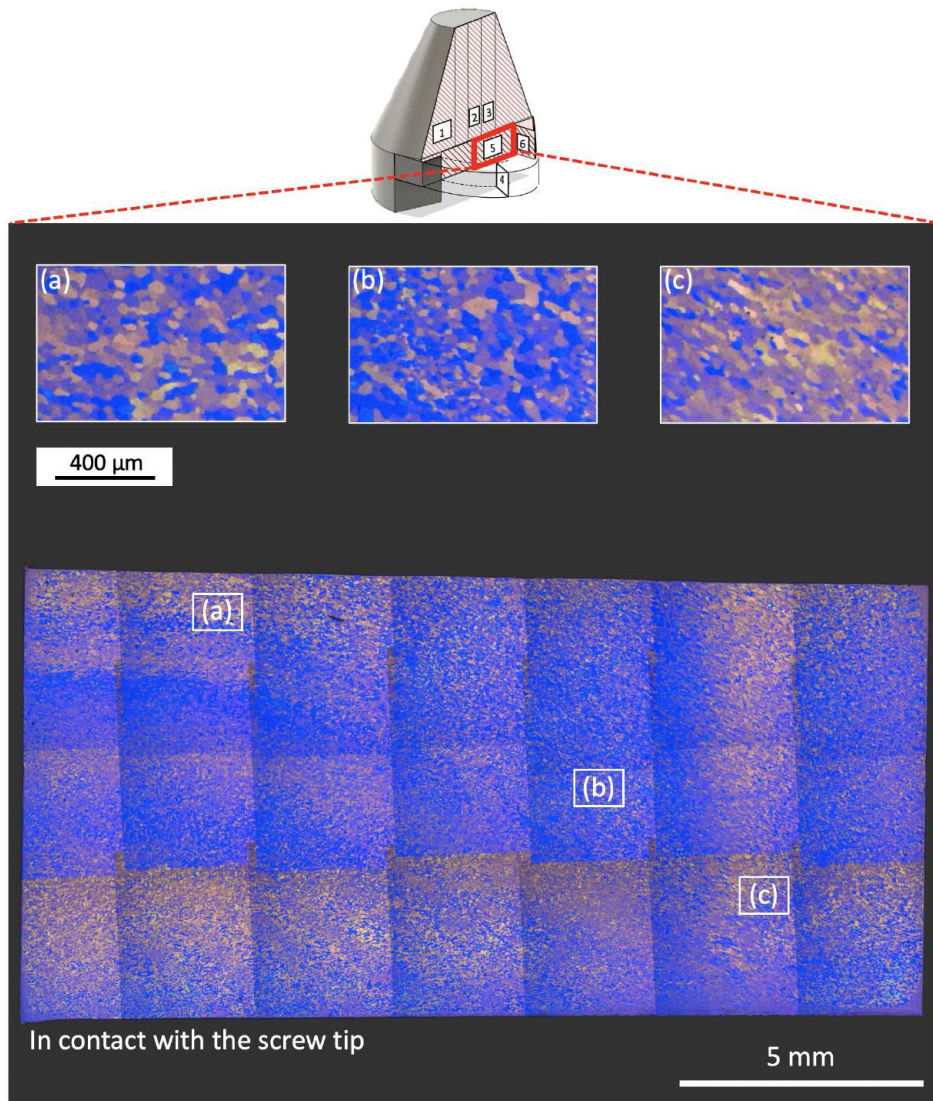 1
2
3
5
6
4
(a)
(b)
(c)
400 µm
(a)
(b)
(c)
In contact with the screw tip
5 mm